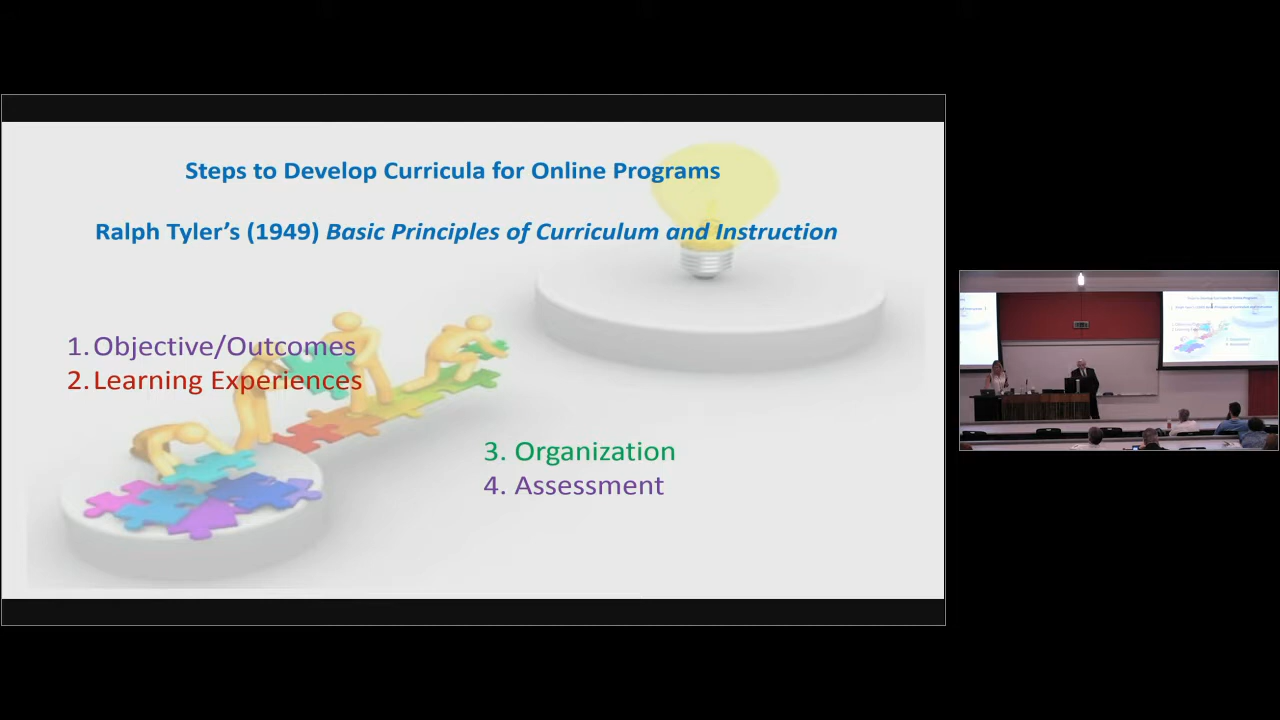 Steps to Develop Curricula for Online Programs
Ralph Tyler’s (1949) Basic Principles of Curriculum and Instruction
1. Objective/Outcomes
2. Learning Experiences
3. Organization
4. Assessment